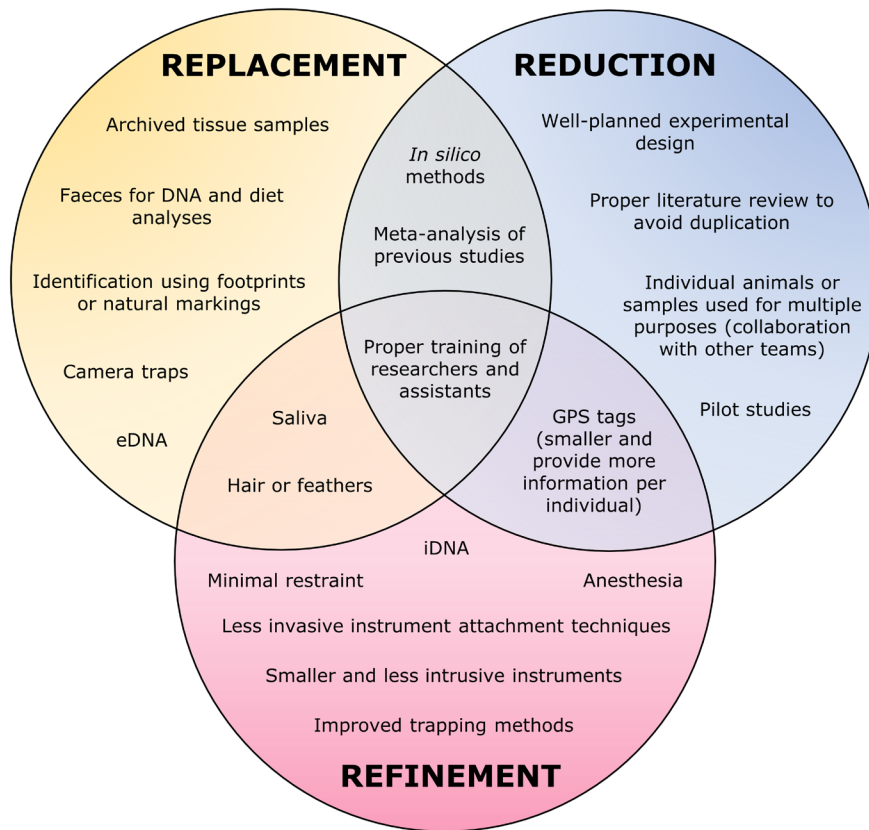 REPLACEMENT
Archived tissue samples
Faeces for DNA and diet
analyses
Identification using footprints
or natural markings
Camera traps
eDNA
In silico
methods
Meta-analysis of
previous studies
REDUCTION
Well-planned experimental
design
Proper literature review to
avoid duplication
Individual animals or
samples used for multiple
purposes (collaboration
with other teams)
Pilot studies
Proper training of
researchers and
assistants
Saliva
Hair or feathers
GPS tags
(smaller and
provide more
information per
individual)
iDNA
Minimal restraint
Anesthesia
Less invasive instrument attachment techniques
Smaller and less intrusive instruments
Improved trapping methods
REFINEMENT